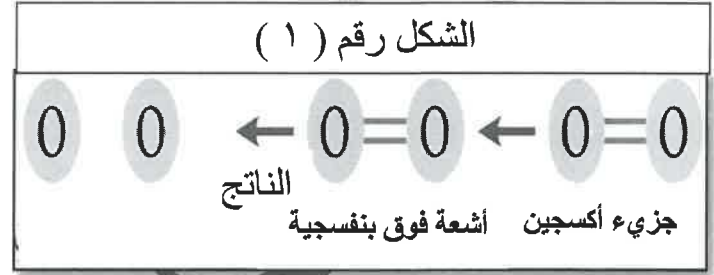 الشكل رقم ( ١ )
O=O ← O=O ← O O
الناتج
جزيء أكسجين أشعة فوق بنفسجية